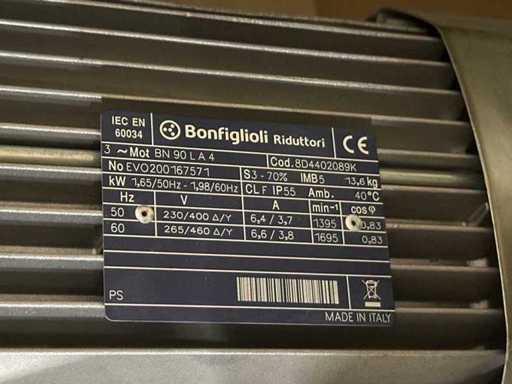 IEC EN
60034
Bonfiglioli Riduttori
CE
3 ~ Mot BN 90 L A 4 Cod. 8D4402089K
No EVO200167571 S3 - 70% IM B5 13,6 kg
kW 1,65/50Hz - 1,98/60Hz CL F IP55 Amb. 40°C
Hz V A min-1 cosφ
50 230/400 Δ/Y 6,4 / 3,7 1395 0,83
60 265/460 Δ/Y 6,6 / 3,8 1695 0,83
PS
MADE IN ITALY